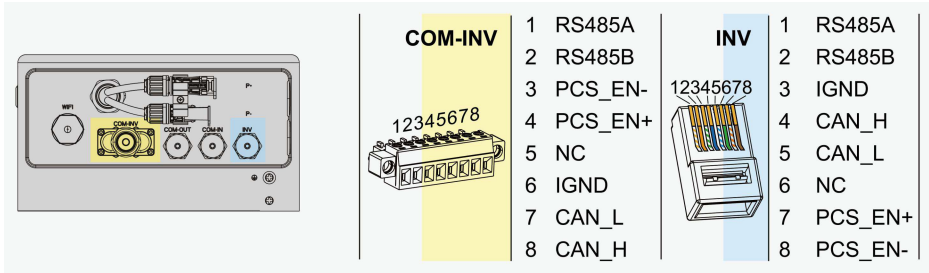 WIFI
P-
P-
COM-INV
COM-OUT
COM-IN
INV
COM-INV
12345678
1 RS485A
2 RS485B
3 PCS_EN-
4 PCS_EN+
5 NC
6 IGND
7 CAN_L
8 CAN_H
INV
12345678
1 RS485A
2 RS485B
3 IGND
4 CAN_H
5 CAN_L
6 NC
7 PCS_EN+
8 PCS_EN-